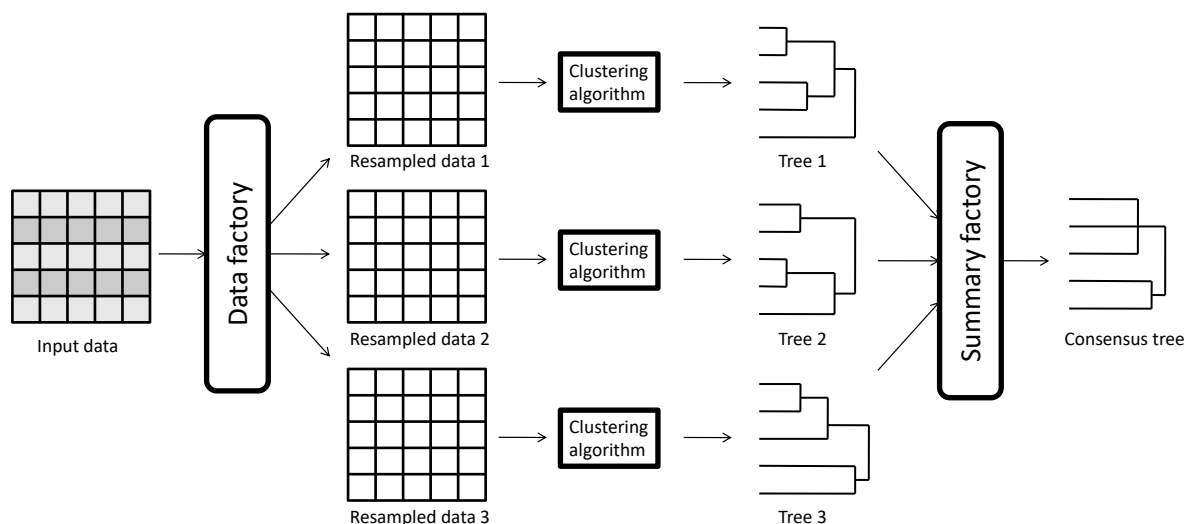 Input data
Data factory
Resampled data 1
Clustering
algorithm
Tree 1
Resampled data 2
Clustering
algorithm
Tree 2
Resampled data 3
Clustering
algorithm
Tree 3
Summary factory
Consensus tree